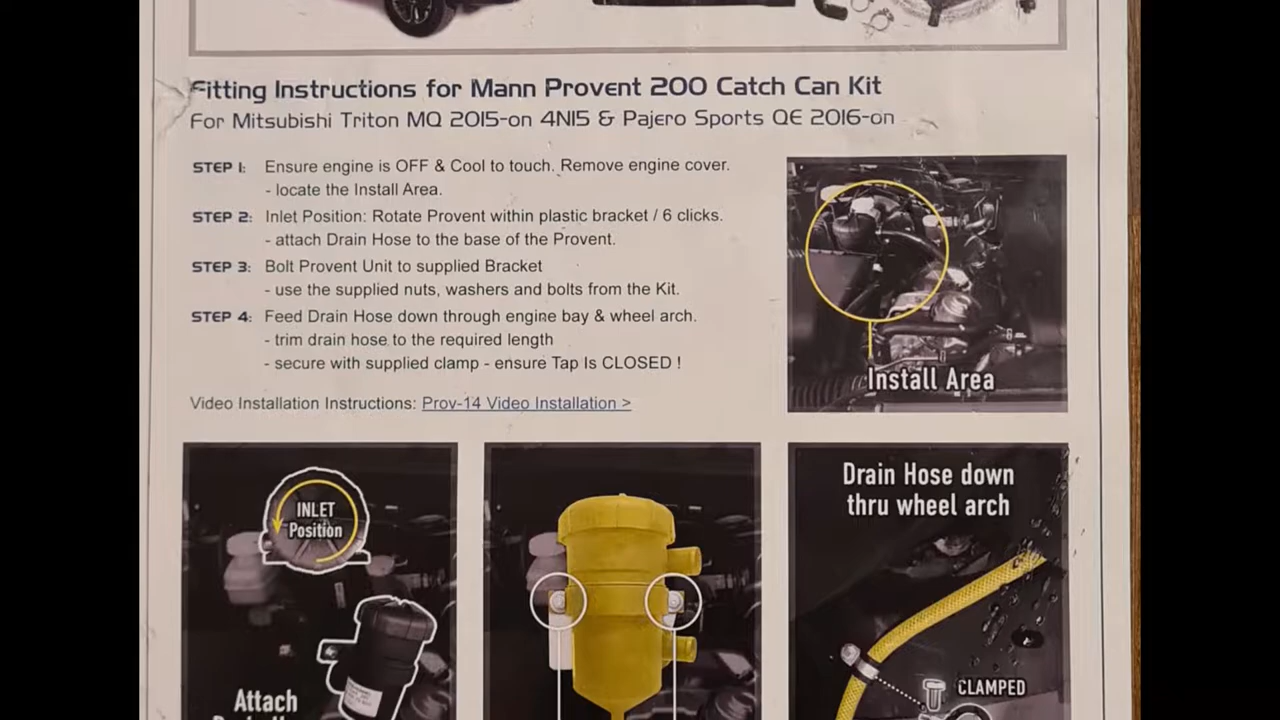 Fitting Instructions for Mann Provent 200 Catch Can Kit
For Mitsubishi Triton MQ 2015-on 4N15 & Pajero Sports QE 2016-on
STEP 1: Ensure engine is OFF & Cool to touch. Remove engine cover.
- locate the Install Area.
STEP 2: Inlet Position: Rotate Provent within plastic bracket / 6 clicks.
- attach Drain Hose to the base of the Provent.
STEP 3: Bolt Provent Unit to supplied Bracket
- use the supplied nuts, washers and bolts from the Kit.
STEP 4: Feed Drain Hose down through engine bay & wheel arch.
- trim drain hose to the required length
- secure with supplied clamp - ensure Tap Is CLOSED !
Video Installation Instructions: Prov-14 Video Installation >
Install Area
INLET
Position
Attach
Drain Hose down
thru wheel arch
CLAMPED